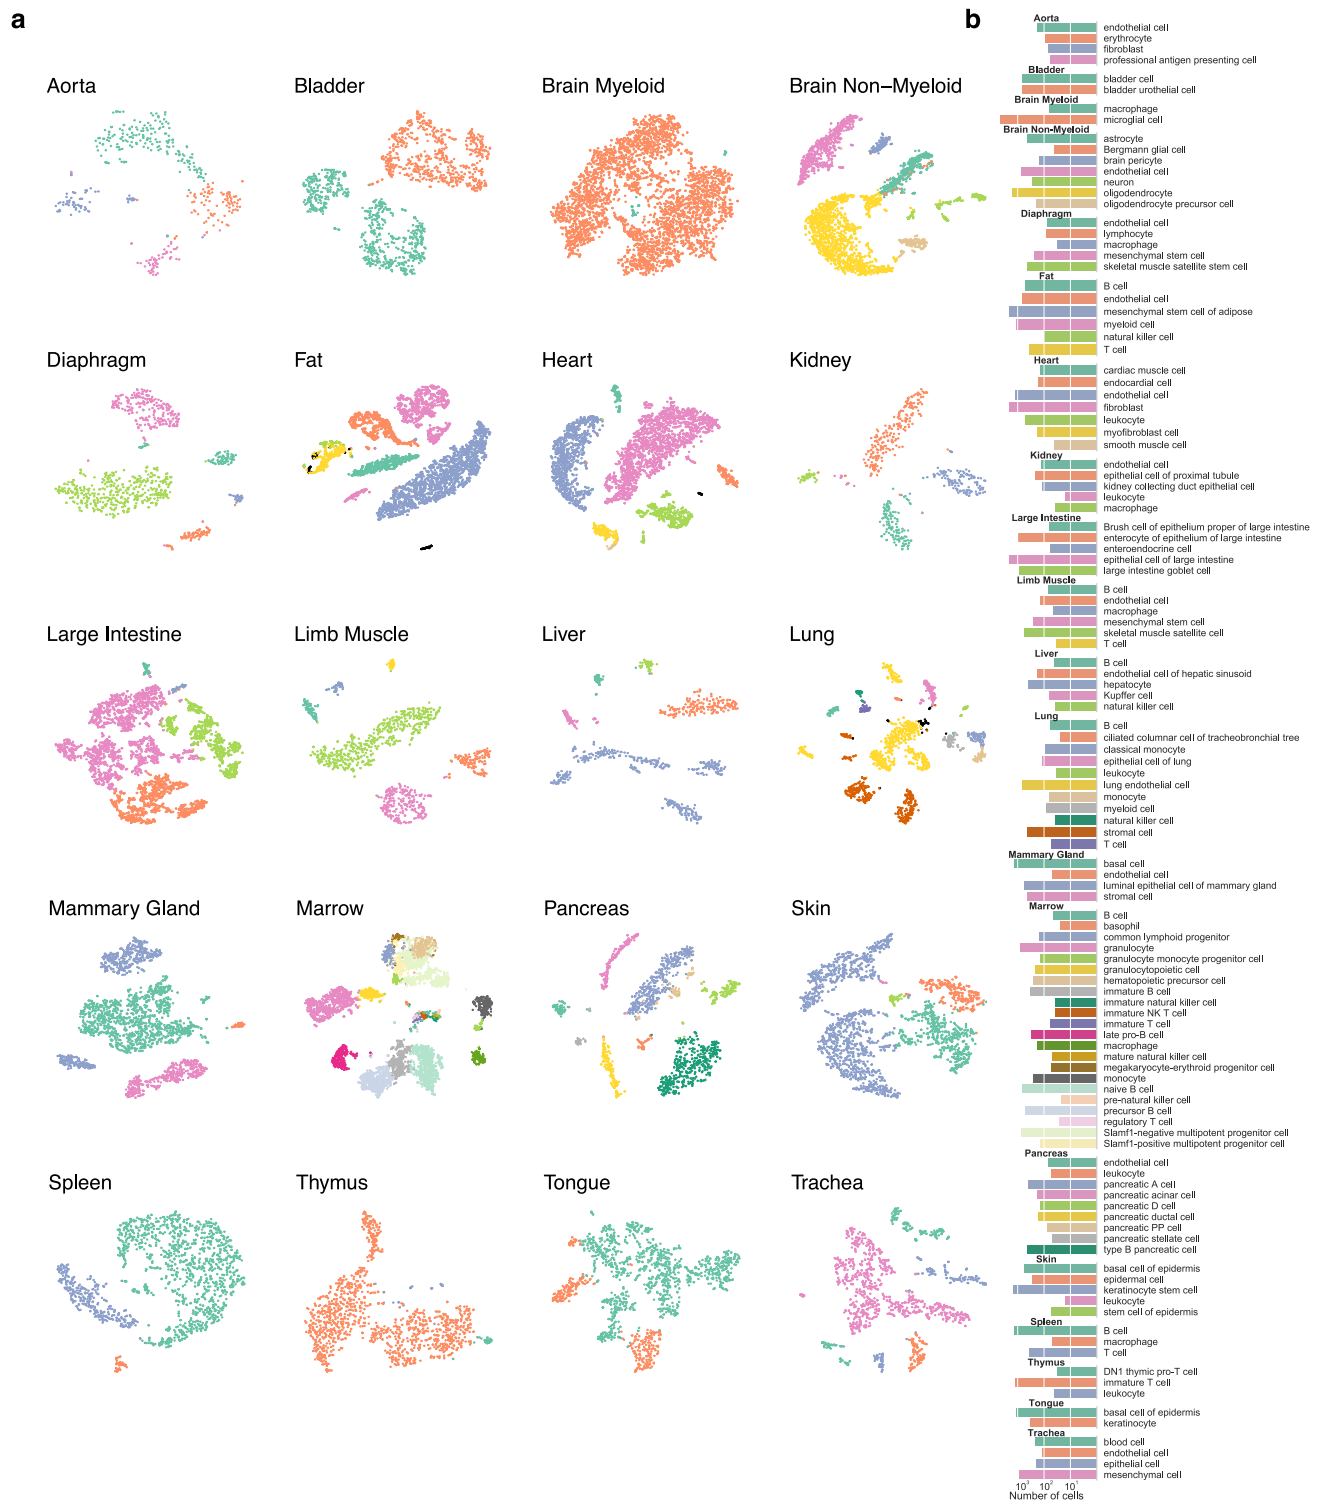 a
Aorta
Bladder
Brain Myeloid
Brain Non–Myeloid
Diaphragm
Fat
Heart
Kidney
Large Intestine
Limb Muscle
Liver
Lung
Mammary Gland
Marrow
Pancreas
Skin
Spleen
Thymus
Tongue
Trachea
b
Aorta
endothelial cell
erythrocyte
fibroblast
professional antigen presenting cell
Bladder
bladder cell
bladder urothelial cell
Brain Myeloid
macrophage
microglial cell
Brain Non-Myeloid
astrocyte
Bergmann glial cell
brain pericyte
endothelial cell
neuron
oligodendrocyte
oligodendrocyte precursor cell
Diaphragm
endothelial cell
lymphocyte
macrophage
mesenchymal stem cell
skeletal muscle satellite stem cell
Fat
B cell
endothelial cell
mesenchymal stem cell of adipose
myeloid cell
natural killer cell
T cell
Heart
cardiac muscle cell
endocardial cell
endothelial cell
fibroblast
leukocyte
myofibroblast cell
smooth muscle cell
Kidney
endothelial cell
epithelial cell of proximal tubule
kidney collecting duct epithelial cell
leukocyte
macrophage
Large Intestine
Brush cell of epithelium proper of large intestine
enterocyte of epithelium of large intestine
enteroendocrine cell
epithelial cell of large intestine
large intestine goblet cell
Limb Muscle
B cell
endothelial cell
macrophage
mesenchymal stem cell
skeletal muscle satellite cell
T cell
Liver
B cell
endothelial cell of hepatic sinusoid
hepatocyte
Kupffer cell
natural killer cell
Lung
B cell
ciliated columnar cell of tracheobronchial tree
classical monocyte
epithelial cell of lung
leukocyte
lung endothelial cell
monocyte
myeloid cell
natural killer cell
stromal cell
T cell
Mammary Gland
basal cell
endothelial cell
luminal epithelial cell of mammary gland
stromal cell
Marrow
B cell
basophil
common lymphoid progenitor
granulocyte
granulocyte monocyte progenitor cell
granulocytopoietic cell
hematopoietic precursor cell
immature B cell
immature natural killer cell
immature NK T cell
immature T cell
late pro-B cell
macrophage
mature natural killer cell
megakaryocyte-erythroid progenitor cell
monocyte
naive B cell
pre-natural killer cell
precursor B cell
regulatory T cell
Slamf1-negative multipotent progenitor cell
Slamf1-positive multipotent progenitor cell
Pancreas
endothelial cell
leukocyte
pancreatic A cell
pancreatic acinar cell
pancreatic D cell
pancreatic ductal cell
pancreatic PP cell
pancreatic stellate cell
type B pancreatic cell
Skin
basal cell of epidermis
epidermal cell
keratinocyte stem cell
leukocyte
stem cell of epidermis
Spleen
B cell
macrophage
T cell
Thymus
DN1 thymic pro-T cell
immature T cell
leukocyte
Tongue
basal cell of epidermis
keratinocyte
Trachea
blood cell
endothelial cell
epithelial cell
mesenchymal cell
10³ 10² 10¹
Number of cells